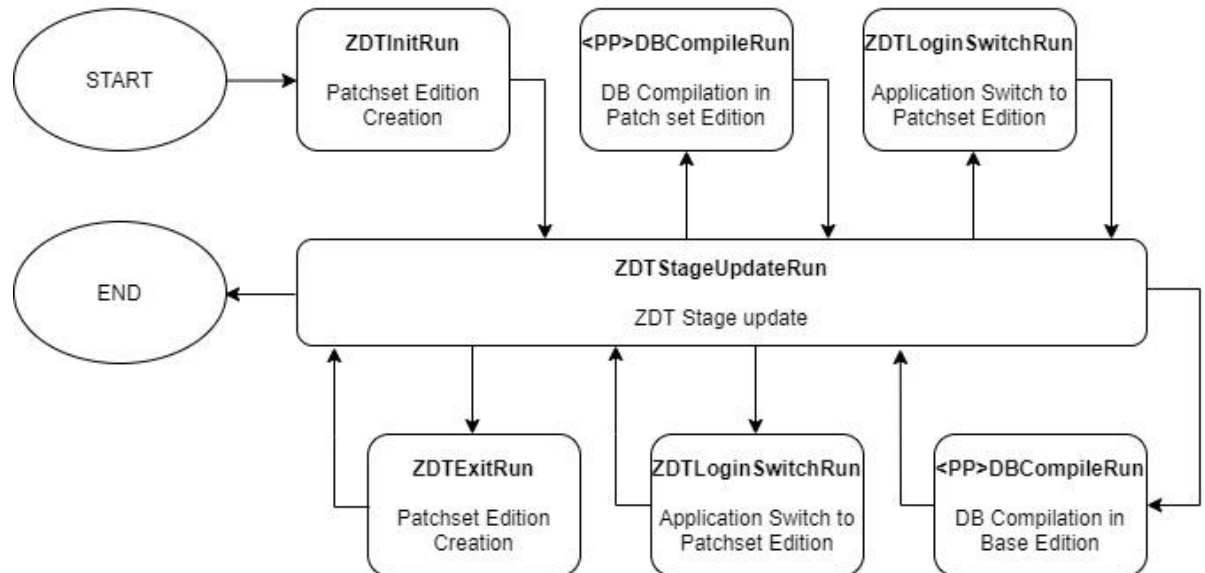 START
ZDTInitRun
Patchset Edition
Creation
<PP>DBCompileRun
DB Compilation in
Patch set Edition
ZDTLoginSwitchRun
Application Switch to
Patchset Edition
END
ZDTStageUpdateRun
ZDT Stage update
ZDTExitRun
Patchset Edition
Creation
ZDTLoginSwitchRun
Application Switch to
Patchset Edition
<PP>DBCompileRun
DB Compilation in
Base Edition